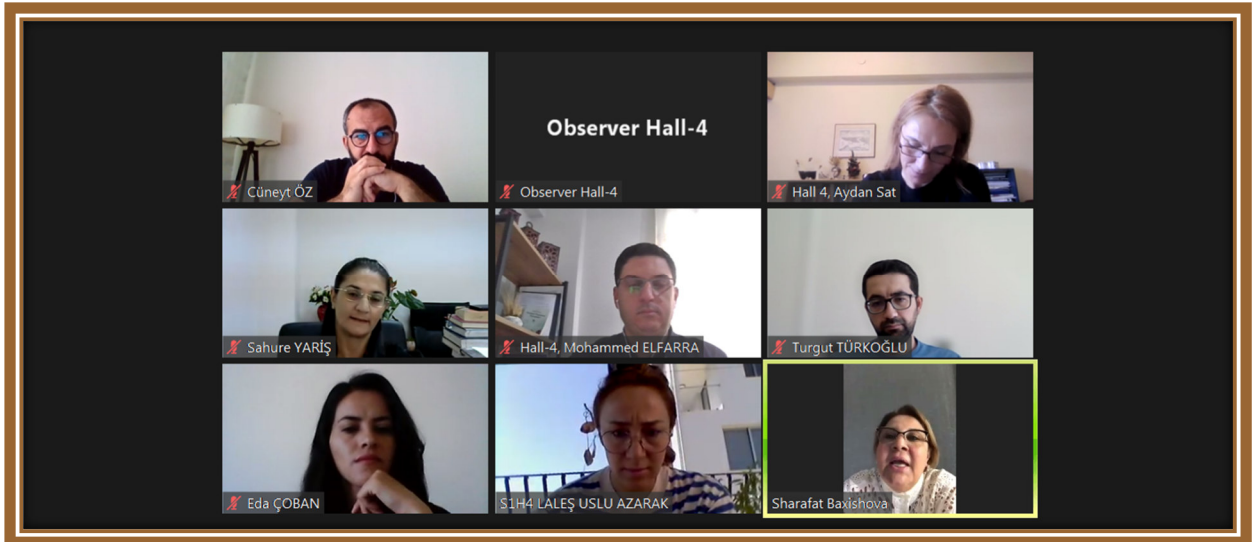 Observer Hall-4
Cüneyt ÖZ
Observer Hall-4
Hall 4, Aydan Sat
Sahure YARİŞ
Hall-4, Mohammed ELFARRA
Turgut TÜRKOĞLU
Eda ÇOBAN
S1H4 LALEŞ USLU AZARAK
Sharafat Baxishova